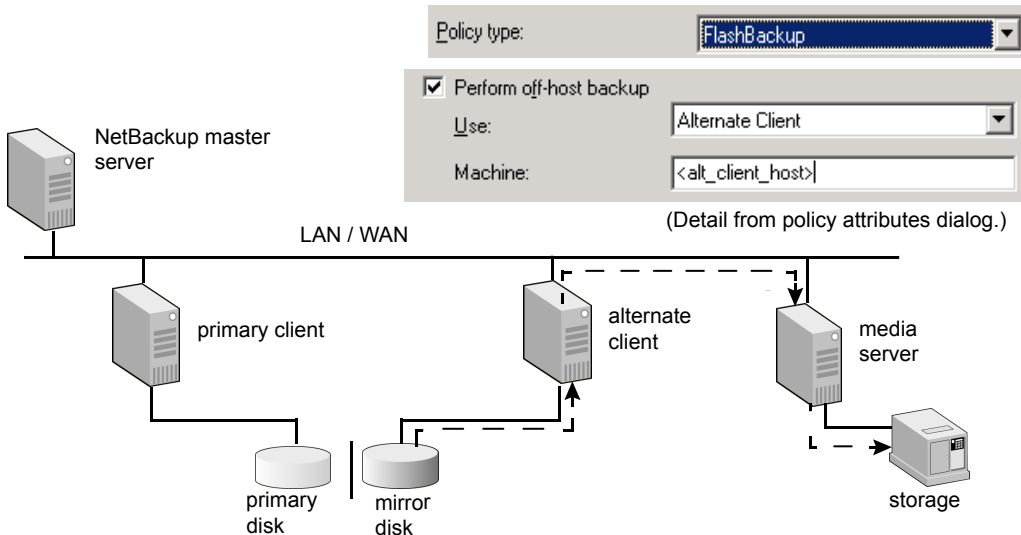 Policy type:
FlashBackup
Perform off-host backup
Use:
Alternate Client
Machine:
<alt_client_host>
(Detail from policy attributes dialog.)
NetBackup master
server
LAN / WAN
primary client
alternate
client
media
server
primary
disk
mirror
disk
storage